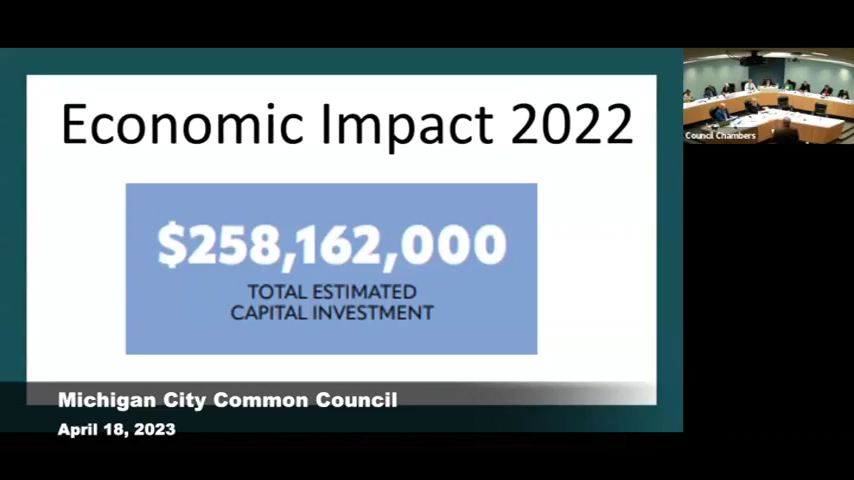 Economic Impact 2022
$258,162,000
TOTAL ESTIMATED
CAPITAL INVESTMENT
Council Chambers
Michigan City Common Council
April 18, 2023